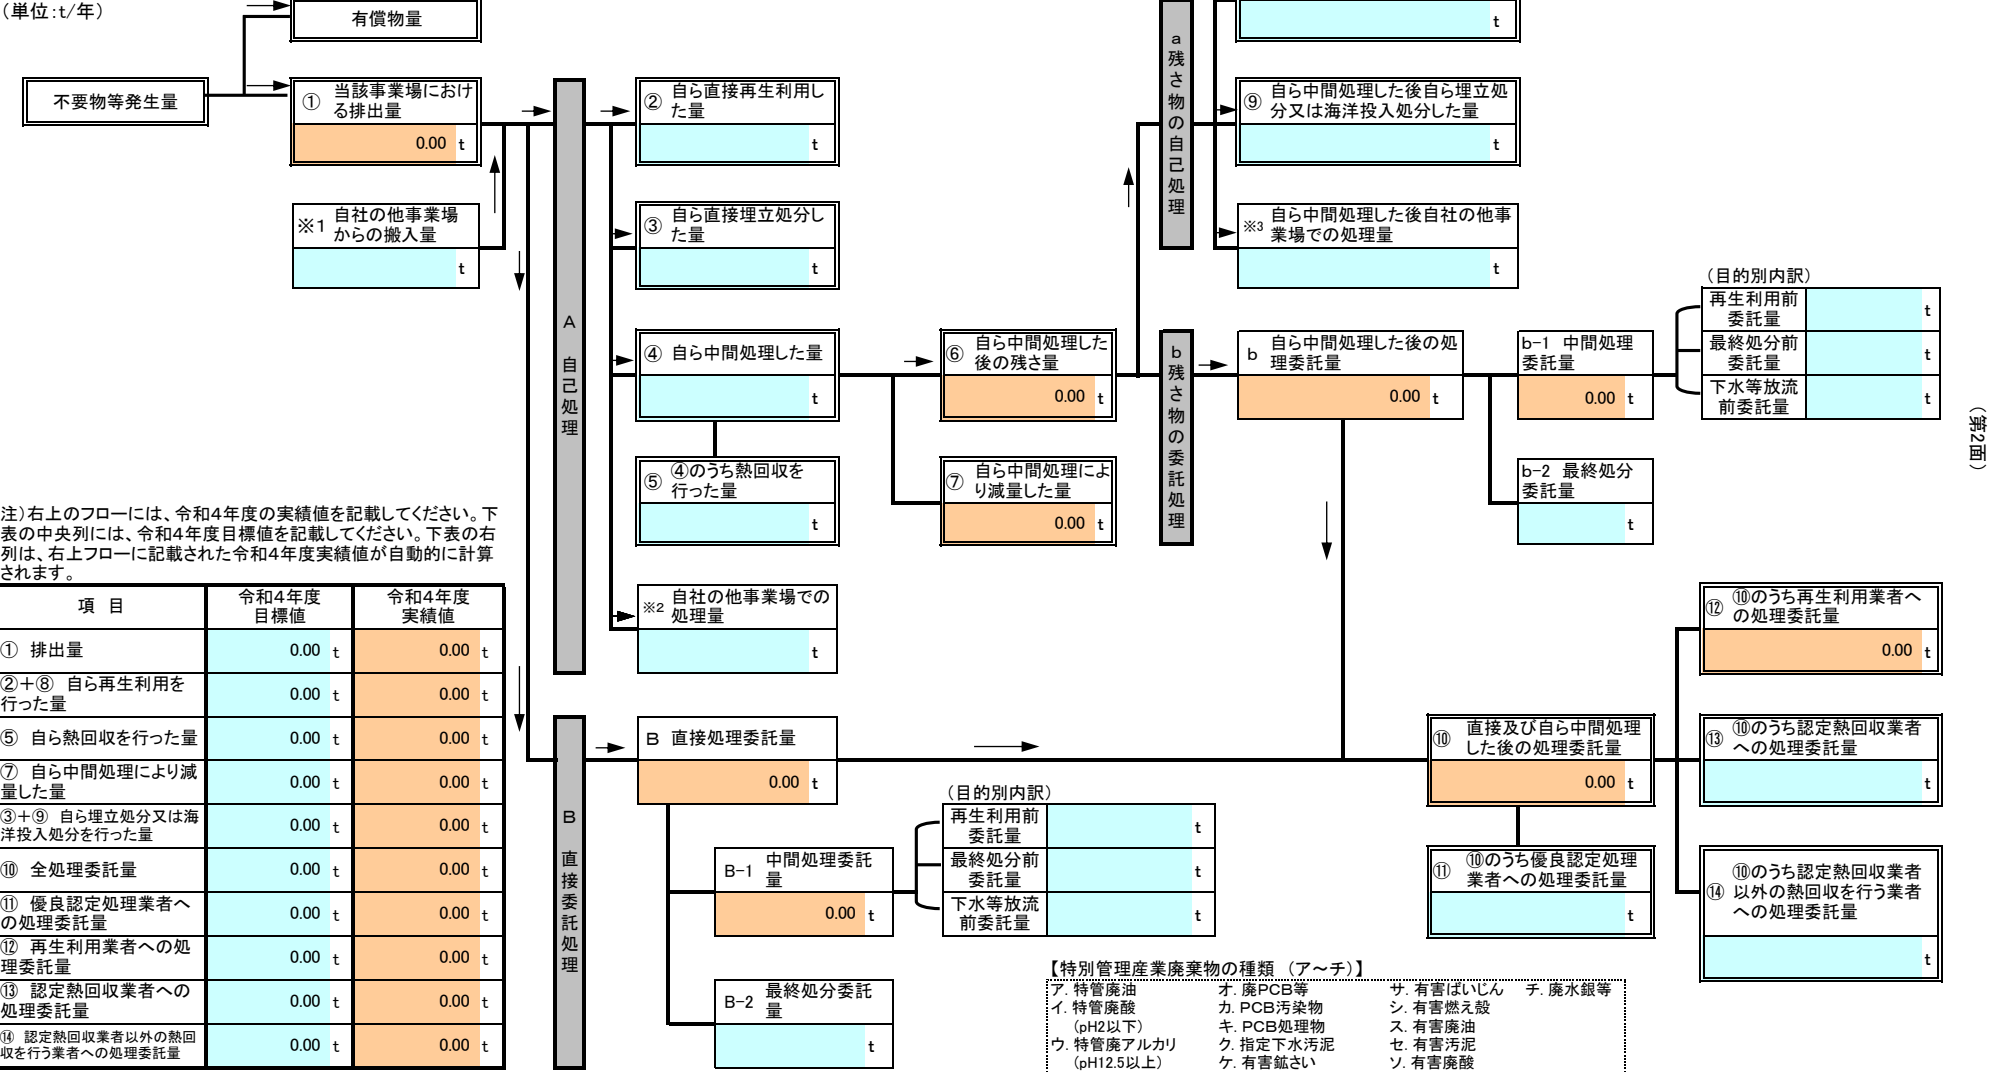 （単位：t/年）
有償物量
不要物等発生量
① 当該事業場におけ
る排出量
0.00 t
※1 自社の他事業場
からの搬入量
t
A 自己処理
② 自ら直接再生利用し
た量
t
③ 自ら直接埋立処分し
た量
t
④ 自ら中間処理した量
t
⑤ ④のうち熱回収を
行った量
t
※2 自社の他事業場での
処理量
t
⑥ 自ら中間処理した
後の残さ量
0.00 t
⑦ 自ら中間処理によ
り減量した量
0.00 t
a 残さ物の自己処理
t
⑨ 自ら中間処理した後自ら埋立処
分又は海洋投入処分した量
t
※3 自ら中間処理した後自社の他事
業場での処理量
t
b 残さ物の委託処理
b 自ら中間処理した後の処
理委託量
0.00 t
b-1 中間処理
委託量
0.00 t
b-2 最終処分
委託量
t
（目的別内訳）
再生利用前
委託量
t
最終処分前
委託量
t
下水等放流
前委託量
t
（第2面）
注）右上のフローには、令和4年度の実績値を記載してください。下
表の中央列には、令和4年度目標値を記載してください。下表の右
列は、右上フローに記載された令和4年度実績値が自動的に計算
されます。
項 目 令和4年度
目標値 令和4年度
実績値
① 排出量 0.00 t 0.00 t
②＋⑧ 自ら再生利用を
行った量 0.00 t 0.00 t
⑤ 自ら熱回収を行った量 0.00 t 0.00 t
⑦ 自ら中間処理により減
量した量 0.00 t 0.00 t
③＋⑨ 自ら埋立処分又は海
洋投入処分を行った量 0.00 t 0.00 t
⑩ 全処理委託量 0.00 t 0.00 t
⑪ 優良認定処理業者へ
の処理委託量 0.00 t 0.00 t
⑫ 再生利用業者への処
理委託量 0.00 t 0.00 t
⑬ 認定熱回収業者への
処理委託量 0.00 t 0.00 t
⑭ 認定熱回収業者以外の熱回
収を行う業者への処理委託量 0.00 t 0.00 t
B 直接委託処理
B 直接処理委託量
0.00 t
B-1 中間処理委託
量
0.00 t
B-2 最終処分委託
量
t
（目的別内訳）
再生利用前
委託量
t
最終処分前
委託量
t
下水等放流
前委託量
t
⑩ 直接及び自ら中間処理
した後の処理委託量
0.00 t
⑪ ⑩のうち優良認定処理
業者への処理委託量
t
⑫ ⑩のうち再生利用業者へ
の処理委託量
0.00 t
⑬ ⑩のうち認定熱回収業者
への処理委託量
t
⑭ ⑩のうち認定熱回収業者
以外の熱回収を行う業者
への処理委託量
t
【特別管理産業廃棄物の種類 （ア～チ）】
ア. 特管廃油 オ. 廃PCB等 サ. 有害ばいじん チ. 廃水銀等
イ. 特管廃酸 カ. PCB汚染物 シ. 有害燃え殻
（pH2以下） キ. PCB処理物 ス. 有害廃油
ウ. 特管廃アルカリ ク. 指定下水汚泥 セ. 有害汚泥
（pH12.5以上） ケ. 有害鉱さい ソ. 有害廃酸